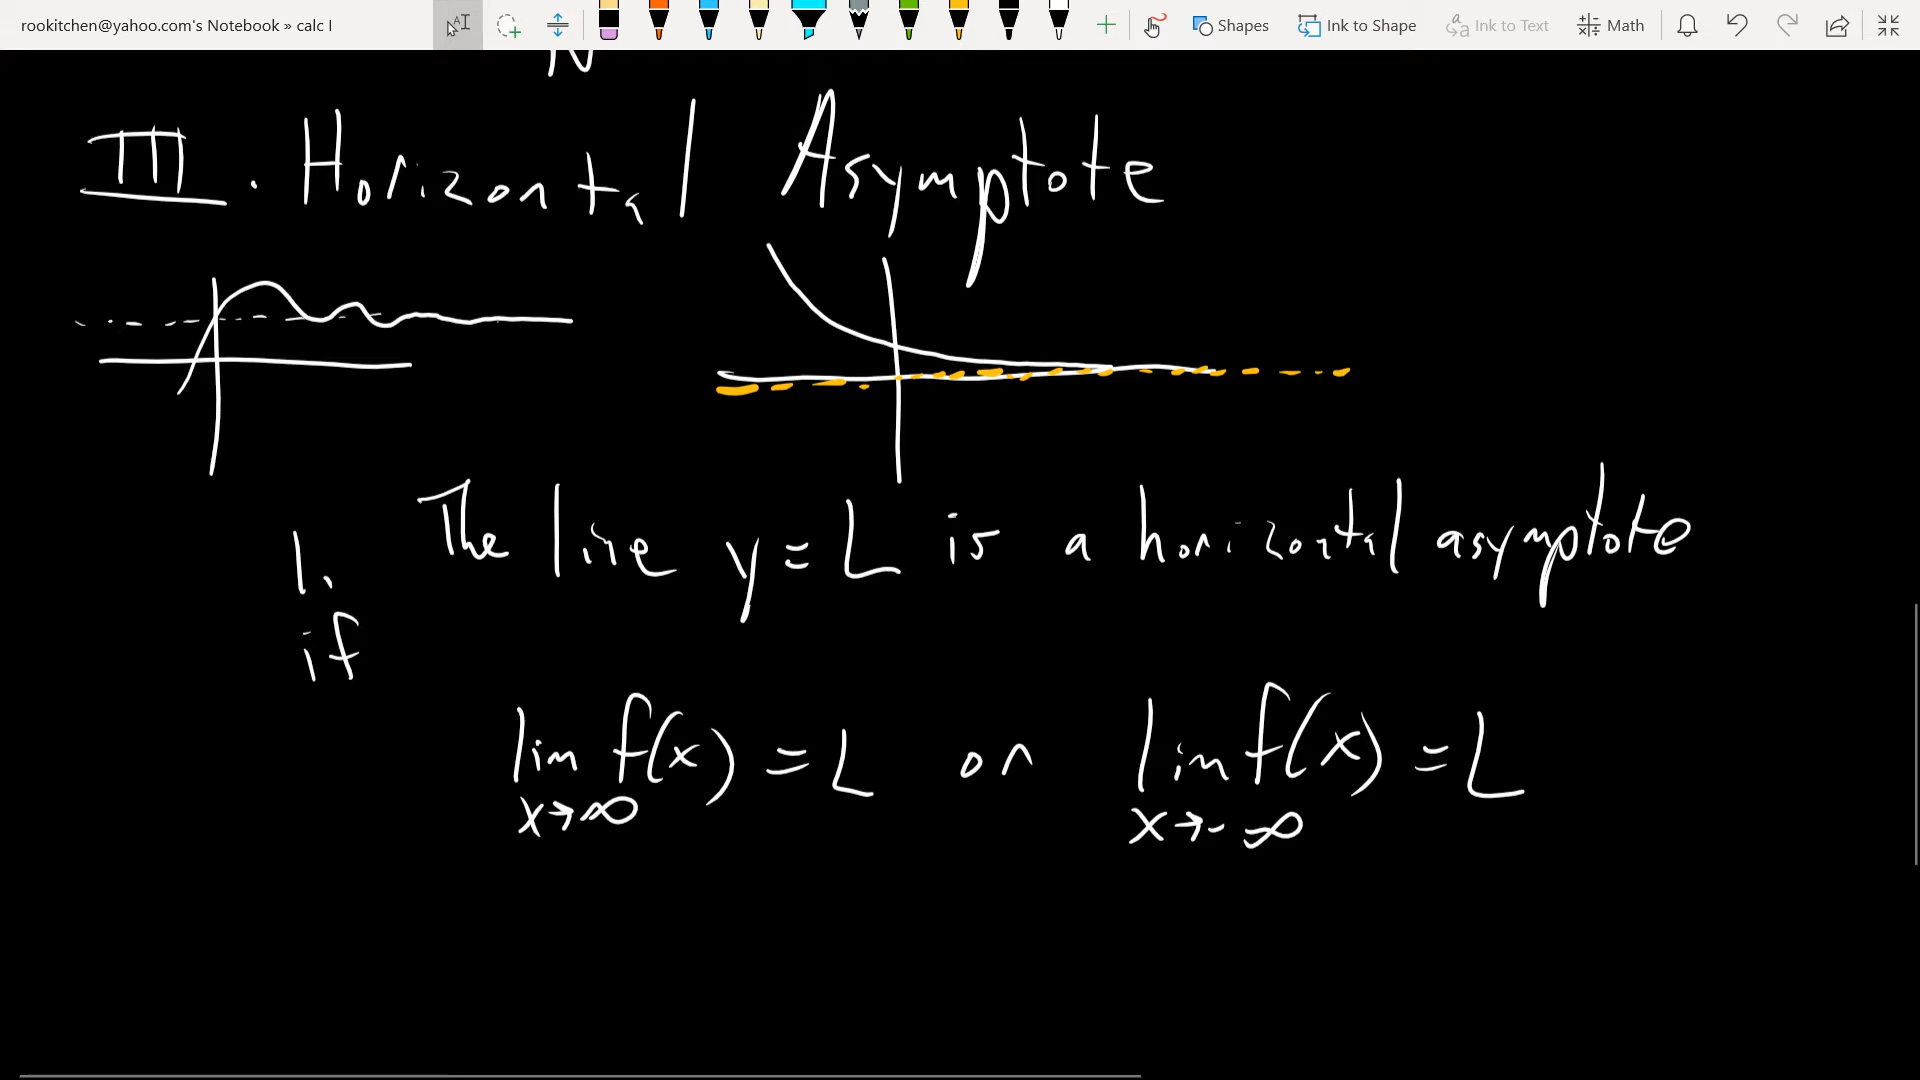 rookitchen@yahoo.com's Notebook » calc I
Shapes
Ink to Shape
Ink to Text
Math
N
III. Horizontal Asymptote
1. The line y = L is a horizontal asymptote
if
lim f(x) = L or lim f(x) = L
x→∞ x→-∞